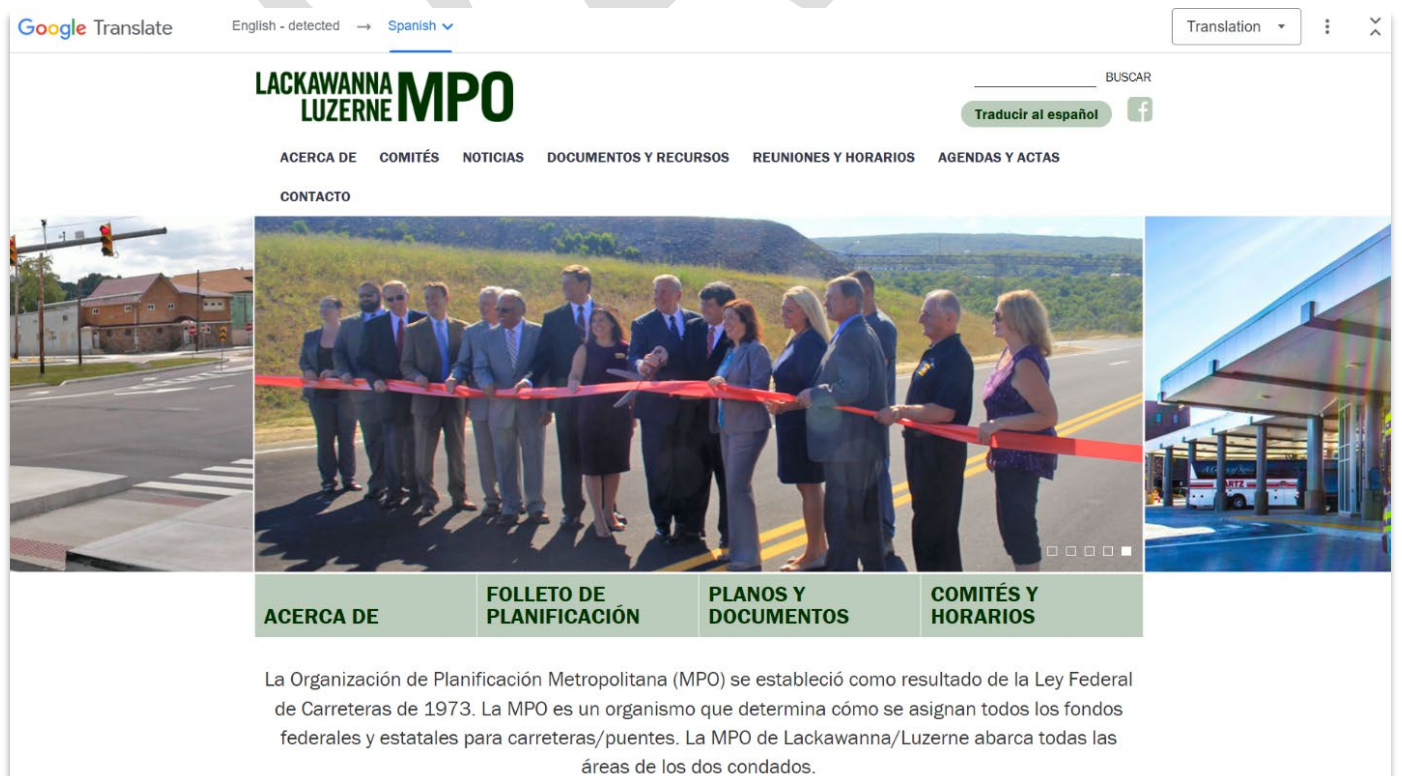 Google Translate
English - detected → Spanish
Translation
LACKAWANNA
LUZERNE MPO
BUSCAR
Traducir al español
ACERCA DE COMITÉS NOTICIAS DOCUMENTOS Y RECURSOS REUNIONES Y HORARIOS AGENDAS Y ACTAS
CONTACTO
ARTZ
ACERCA DE
FOLLETO DE
PLANIFICACIÓN
PLANOS Y
DOCUMENTOS
COMITÉS Y
HORARIOS
La Organización de Planificación Metropolitana (MPO) se estableció como resultado de la Ley Federal
de Carreteras de 1973. La MPO es un organismo que determina cómo se asignan todos los fondos
federales y estatales para carreteras/puentes. La MPO de Lackawanna/Luzerne abarca todas las
áreas de los dos condados.